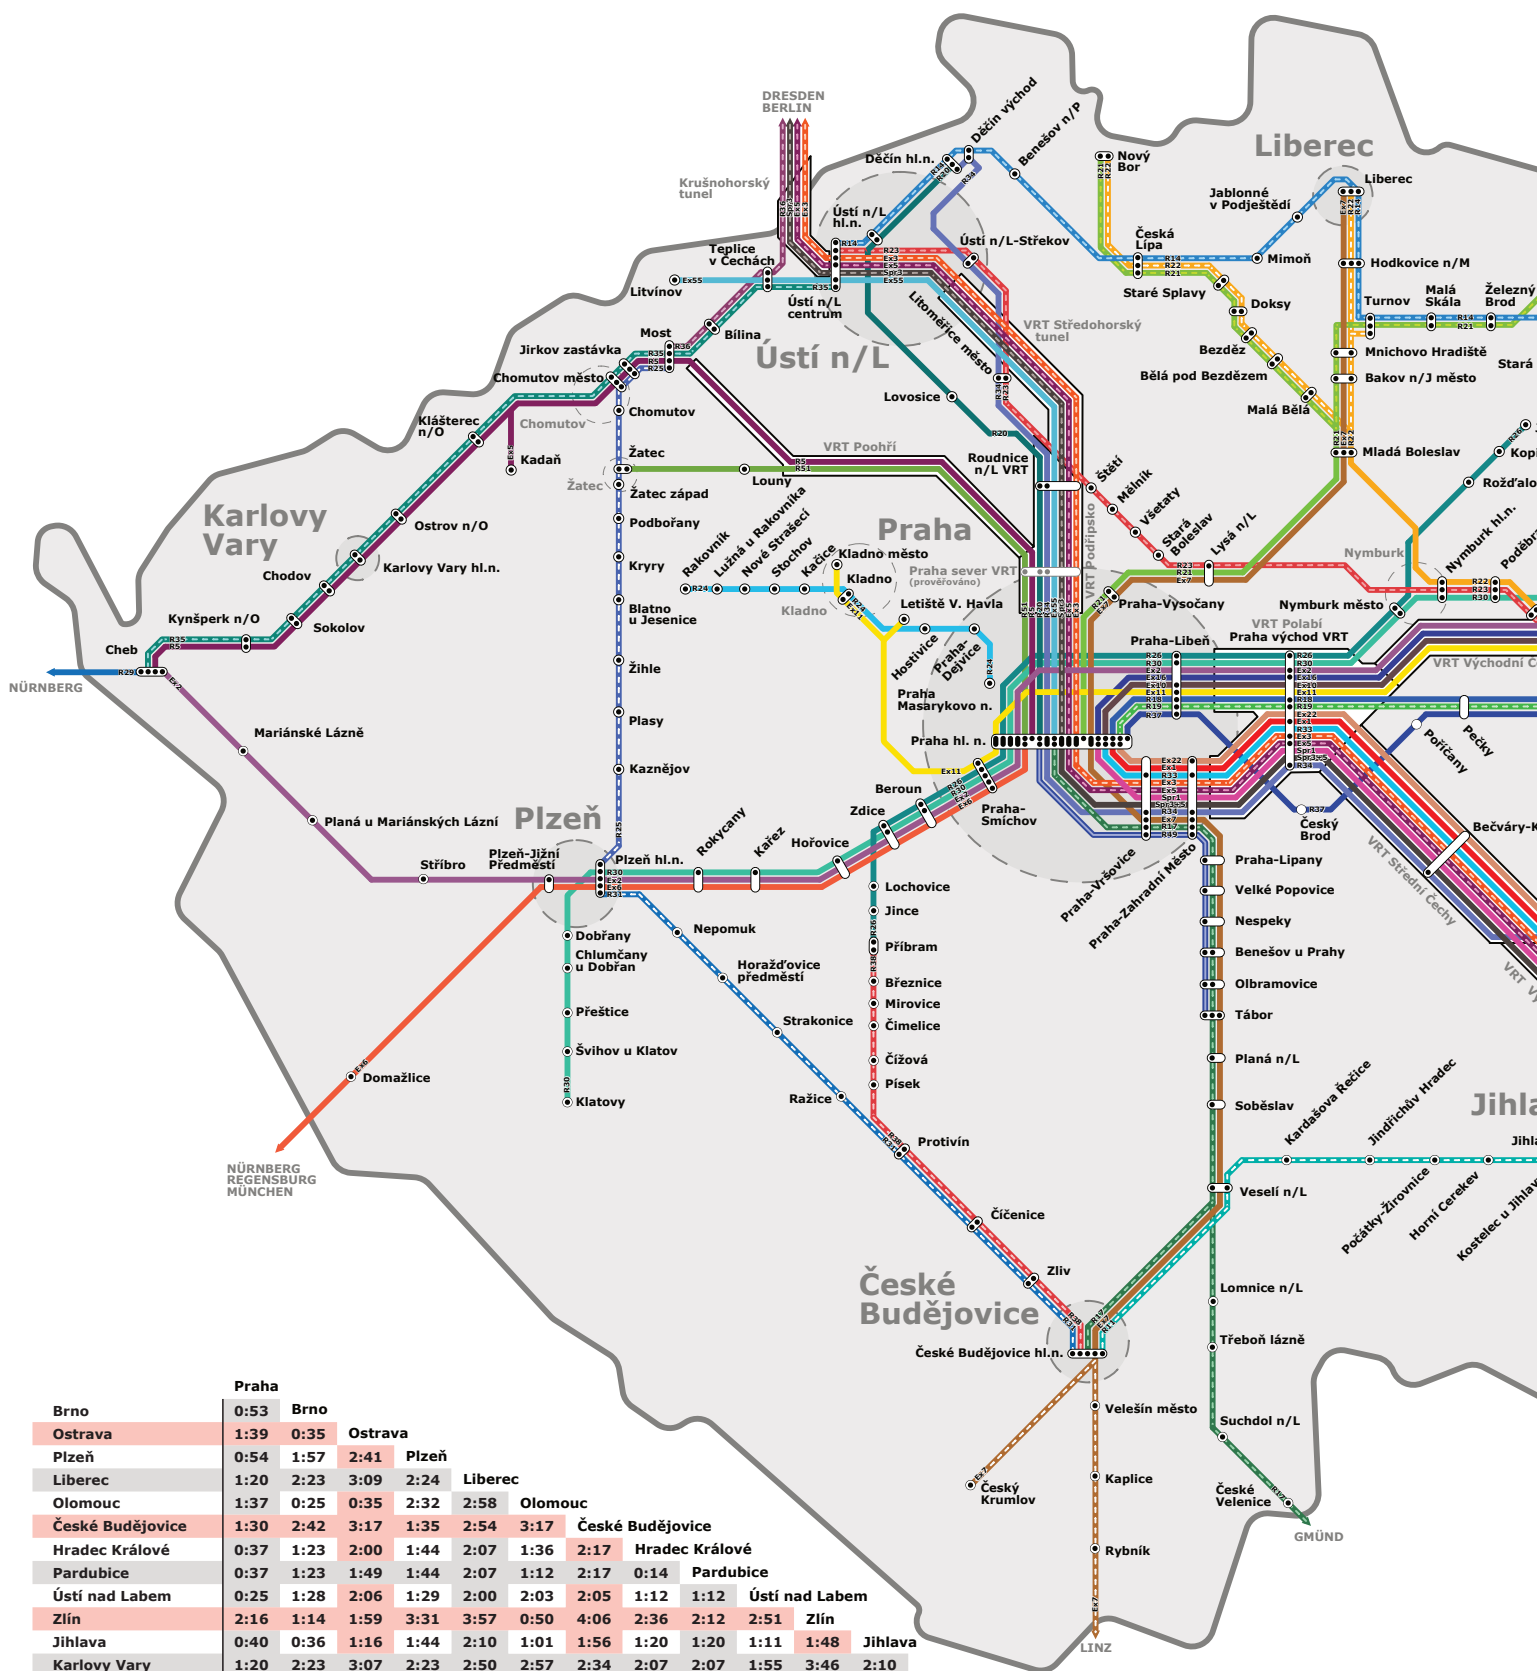 DRESDEN
BERLIN
Děčín východ
Děčín hl.n.
Benešov n/P
Nový
Bor
Liberec
Liberec
Krušnohorský
tunel
Ústí n/L
hl.n.
Jablonné
v Podještědí
Teplice
v Čechách
Ústí n/L-Střekov
Česká
Lípa
Mimoň
Hodkovice n/M
Litvínov
Ústí n/L
centrum
Litoměřice město
VRT Středohorský
tunel
Staré Splavy
Doksy
Turnov
Malá
Skála
Železný
Brod
Most
Bílina
Jirkov zastávka
Ústí n/L
Bezděz
Mnichovo Hradiště
Bělá pod Bezdězem
Bakov n/J město
Stará
Chomutov město
Chomutov
Lovosice
Malá Bělá
Klášterec
n/O
Chomutov
Kadaň
VRT Poohří
Roudnice
n/L VRT
Mladá Boleslav
Kopi
Žatec
Žatec
Žatec západ
Louny
Štětí
Mělník
Všetaty
Stará
Boleslav
Lysá n/L
Rožďalo
Karlovy
Vary
Ostrov n/O
Podbořany
Praha
Rakovník
Lužná u Rakovníka
Nové Strašecí
Stochov
Kačice
Kladno město
Kladno
Kladno
Praha sever VRT
(prověřováno)
VRT Podřipsko
Nymburk
Nymburk hl.n.
Poděbr
Karlovy Vary hl.n.
Kryry
Chodov
Letiště V. Havla
Praha-Vysočany
Nymburk město
Kynšperk n/O
Sokolov
Blatno
u Jesenice
Hostivice
Praha-
Dejvice
Praha-Libeň
VRT Polabí
Praha východ VRT
Cheb
Žihle
VRT Východní Č
NÜRNBERG
Praha
Masarykovo n.
Plasy
Praha hl. n.
Poříčany
Pečky
Mariánské Lázně
Kaznějov
Beroun
Zdice
Praha-
Smíchov
Český
Brod
Planá u Mariánských Lázní
Plzeň
Rokycany
Kařez
Hořovice
Praha-Vršovice
Praha-Zahradní Město
Bečváry-K
VRT Střední Čechy
Stříbro
Plzeň-Jižní
Předměstí
Plzeň hl.n.
Praha-Lipany
Lochovice
Velké Popovice
Jince
Nespeky
Dobřany
Nepomuk
Příbram
Benešov u Prahy
Chlumčany
u Dobřan
Horažďovice
předměstí
Březnice
Olbramovice
VRT Vy
Přeštice
Mirovice
Tábor
Strakonice
Čimelice
Švihov u Klatov
Čížová
Planá n/L
Domažlice
Písek
Klatovy
Ražice
Soběslav
Kardašova Řečice
Jindřichův Hradec
Jihla
Protivín
Jihla
NÜRNBERG
REGENSBURG
MÜNCHEN
Veselí n/L
Počátky-Žirovnice
Horní Cerekev
Kostelec u Jihlav
Číčenice
Zliv
České
Budějovice
Lomnice n/L
Třeboň lázně
České Budějovice hl.n.
Velešín město
Suchdol n/L
Český
Krumlov
Kaplice
České
Velenice
GMÜND
Rybník
LINZ
Praha
Brno 0:53 Brno
Ostrava 1:39 0:35 Ostrava
Plzeň 0:54 1:57 2:41 Plzeň
Liberec 1:20 2:23 3:09 2:24 Liberec
Olomouc 1:37 0:25 0:35 2:32 2:58 Olomouc
České Budějovice 1:30 2:42 3:17 1:35 2:54 3:17 České Budějovice
Hradec Králové 0:37 1:23 2:00 1:44 2:07 1:36 2:17 Hradec Králové
Pardubice 0:37 1:23 1:49 1:44 2:07 1:12 2:17 0:14 Pardubice
Ústí nad Labem 0:25 1:28 2:06 1:29 2:00 2:03 2:05 1:12 1:12 Ústí nad Labem
Zlín 2:16 1:14 1:59 3:31 3:57 0:50 4:06 2:36 2:12 2:51 Zlín
Jihlava 0:40 0:36 1:16 1:44 2:10 1:01 1:56 1:20 1:20 1:11 1:48 Jihlava
Karlovy Vary 1:20 2:23 3:07 2:23 2:50 2:57 2:34 2:07 2:07 1:55 3:46 2:10